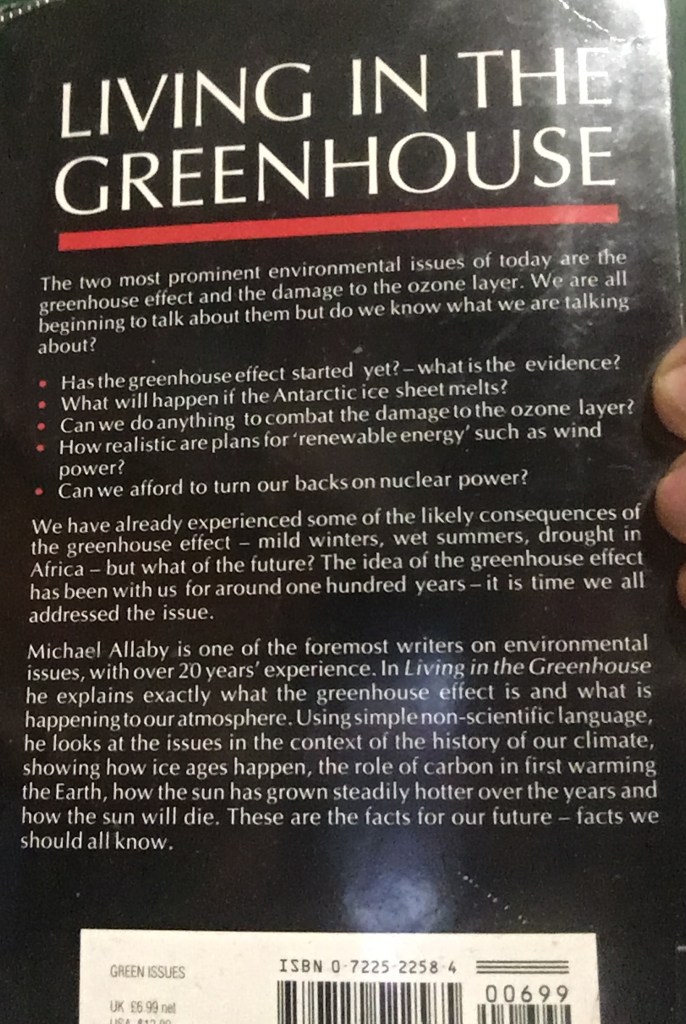 LIVING IN THE
GREENHOUSE
The two most prominent environmental issues of today are the
greenhouse effect and the damage to the ozone layer. We are all
beginning to talk about them but do we know what we are talking
about?
• Has the greenhouse effect started yet? – what is the evidence?
• What will happen if the Antarctic ice sheet melts?
• Can we do anything to combat the damage to the ozone layer?
• How realistic are plans for 'renewable energy' such as wind
power?
• Can we afford to turn our backs on nuclear power?
We have already experienced some of the likely consequences of
the greenhouse effect – mild winters, wet summers, drought in
Africa – but what of the future? The idea of the greenhouse effect
has been with us for around one hundred years – it is time we all
addressed the issue.
Michael Allaby is one of the foremost writers on environmental
issues, with over 20 years' experience. In Living in the Greenhouse
he explains exactly what the greenhouse effect is and what is
happening to our atmosphere. Using simple non-scientific language,
he looks at the issues in the context of the history of our climate,
showing how ice ages happen, the role of carbon in first warming
the Earth, how the sun has grown steadily hotter over the years and
how the sun will die. These are the facts for our future – facts we
should all know.
GREEN ISSUES
ISBN 0-7225-2258-4
00699
UK £6.99 net
USA